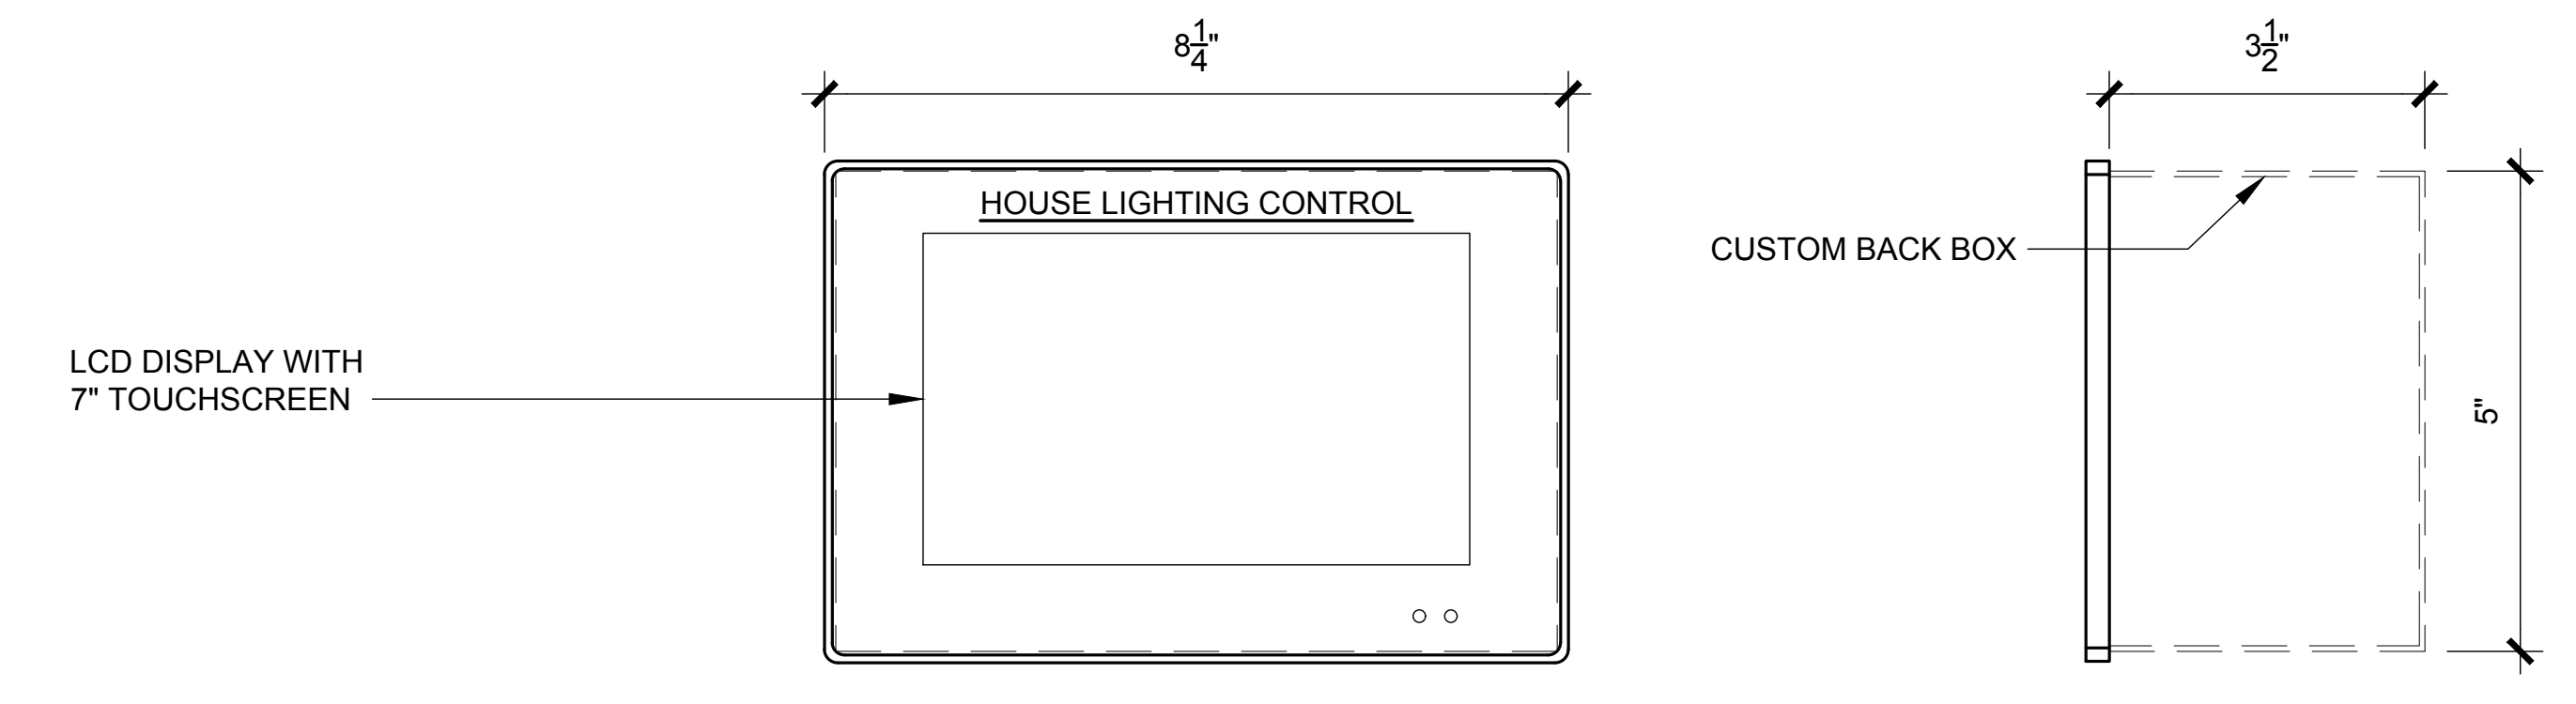 8 1/4"
3 1/2"
HOUSE LIGHTING CONTROL
CUSTOM BACK BOX
LCD DISPLAY WITH
7" TOUCHSCREEN
5"